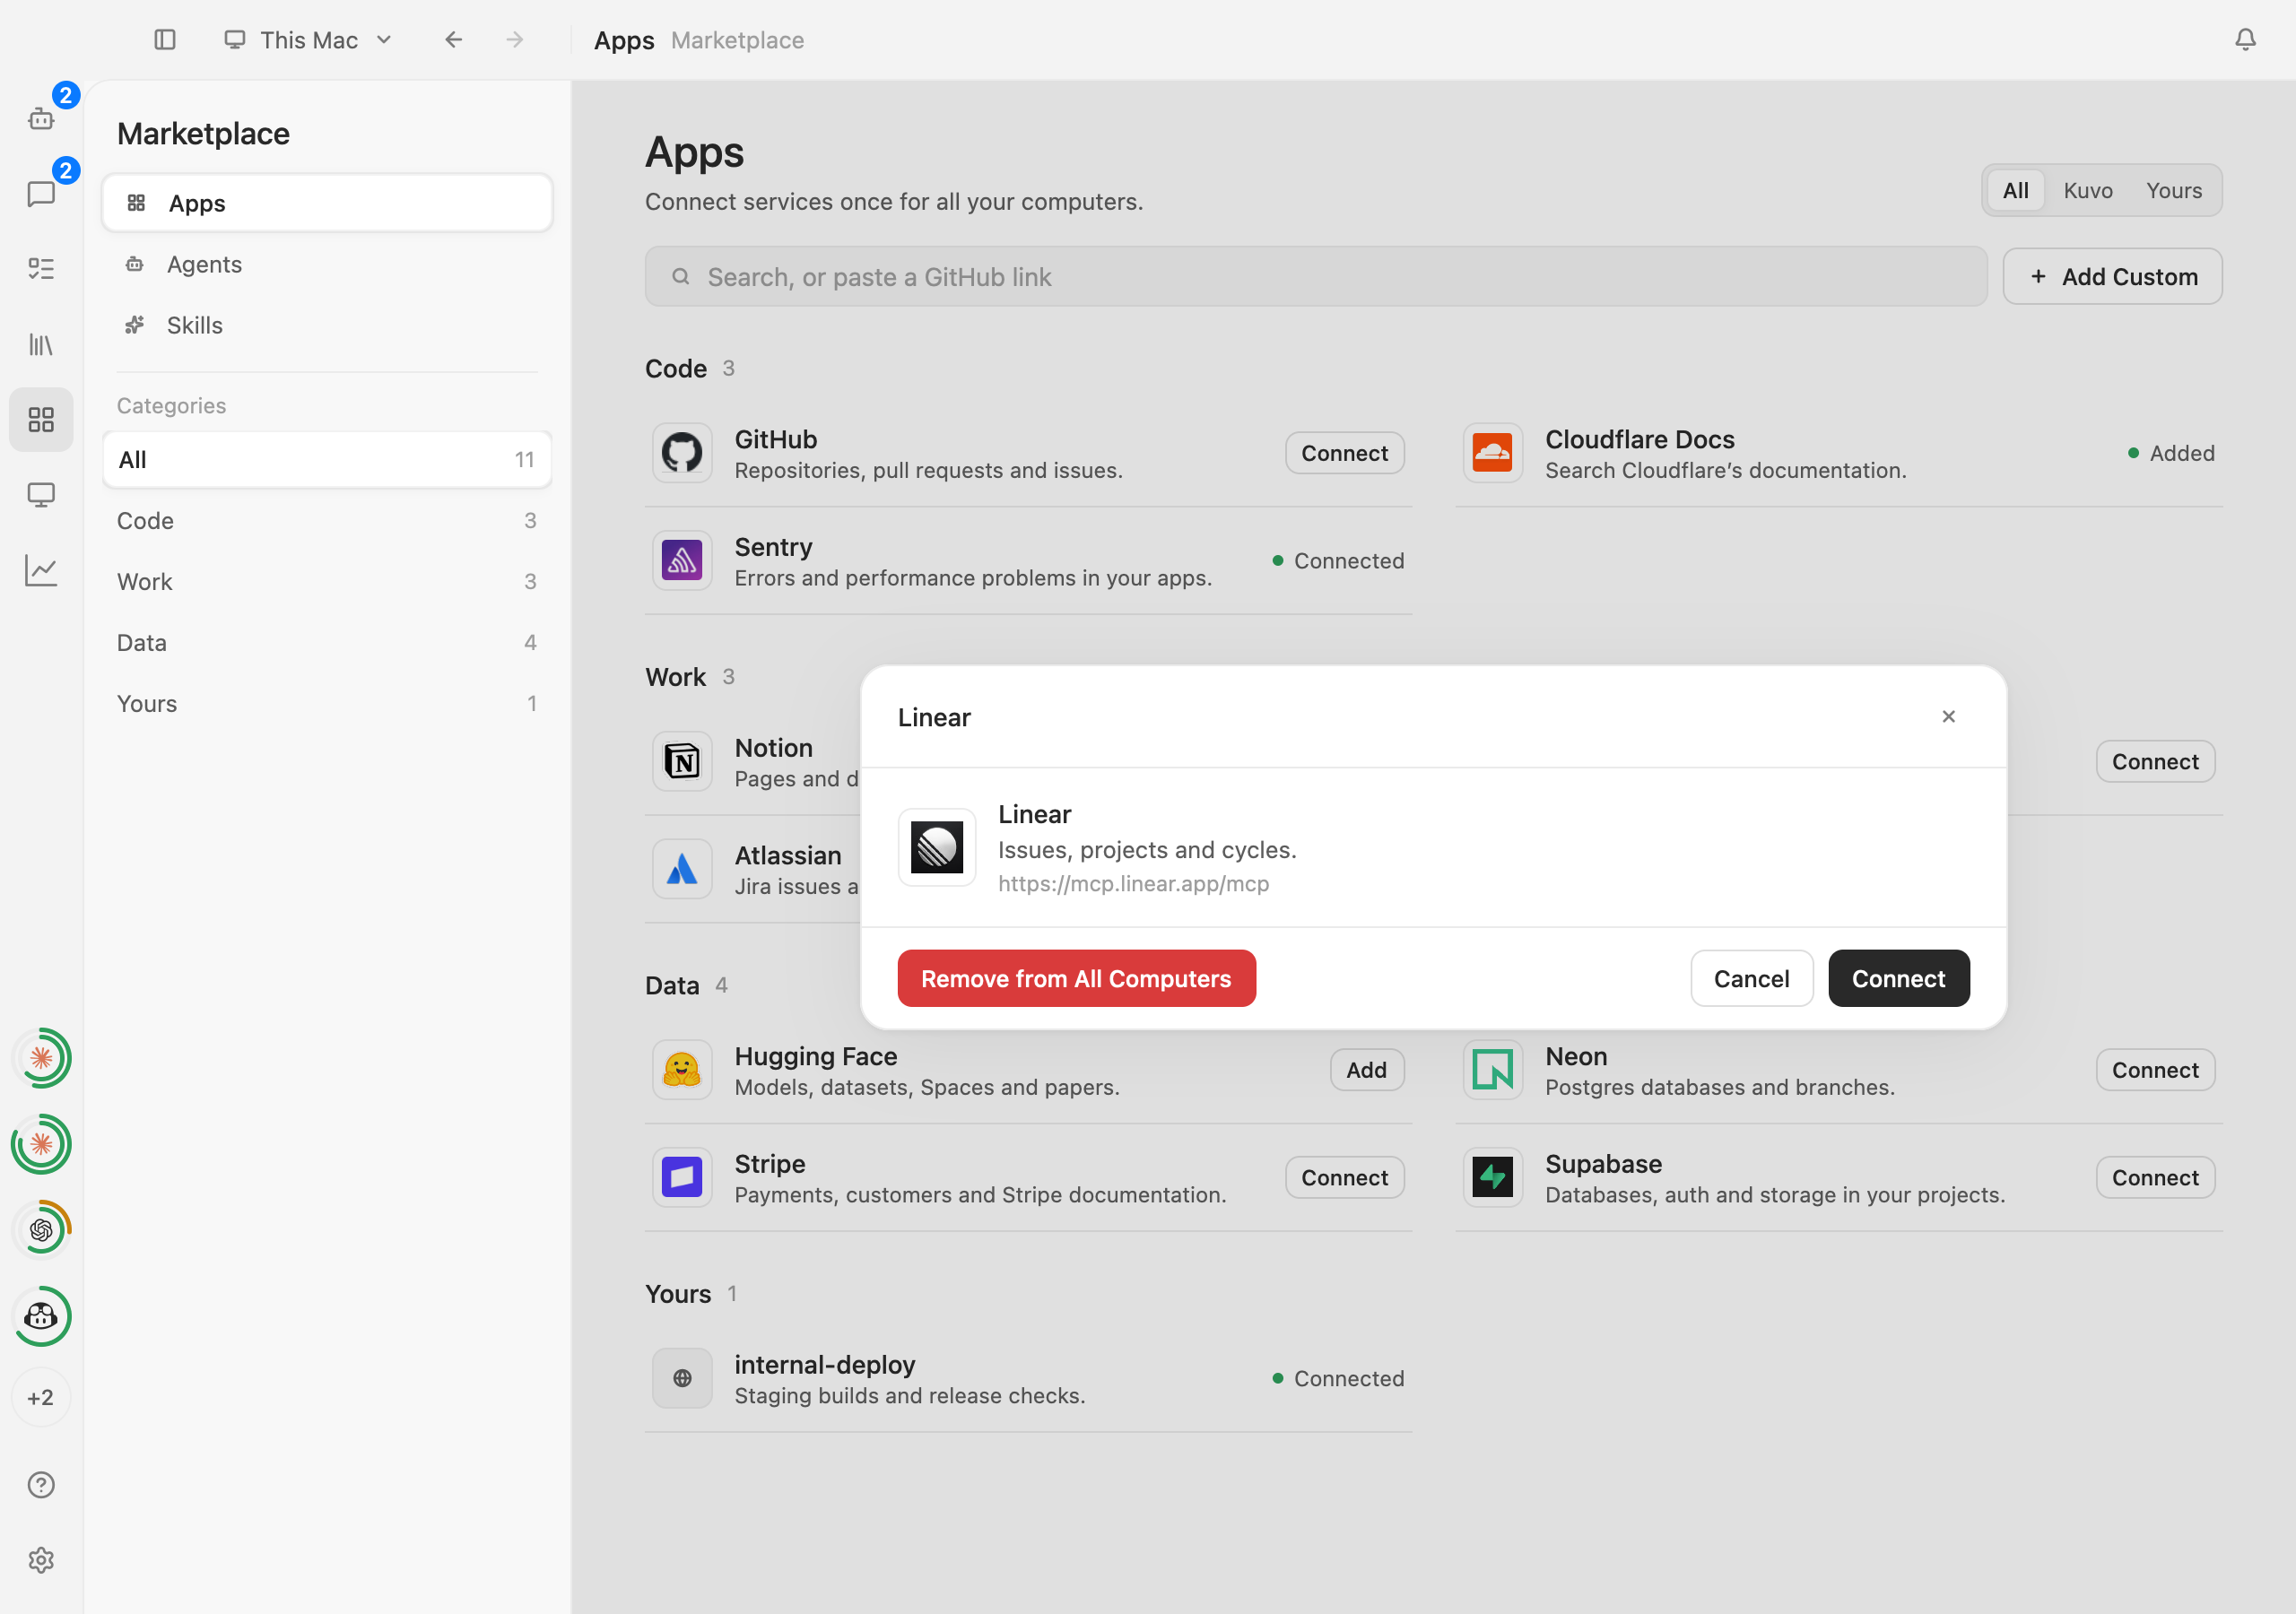 This Mac
Apps Marketplace
2
2
Marketplace
Apps
Agents
Skills
Categories
All 11
Code 3
Work 3
Data 4
Yours 1
+2
Apps
Connect services once for all your computers.
All Kuvo Yours
Search, or paste a GitHub link
+ Add Custom
Code 3
GitHub
Repositories, pull requests and issues.
Connect
Cloudflare Docs
Search Cloudflare’s documentation.
Added
Sentry
Errors and performance problems in your apps.
Connected
Work 3
Notion
Pages and d
Connect
Atlassian
Jira issues a
Linear
Linear
Issues, projects and cycles.
https://mcp.linear.app/mcp
Remove from All Computers
Cancel
Connect
Data 4
Hugging Face
Models, datasets, Spaces and papers.
Add
Neon
Postgres databases and branches.
Connect
Stripe
Payments, customers and Stripe documentation.
Connect
Supabase
Databases, auth and storage in your projects.
Connect
Yours 1
internal-deploy
Staging builds and release checks.
Connected